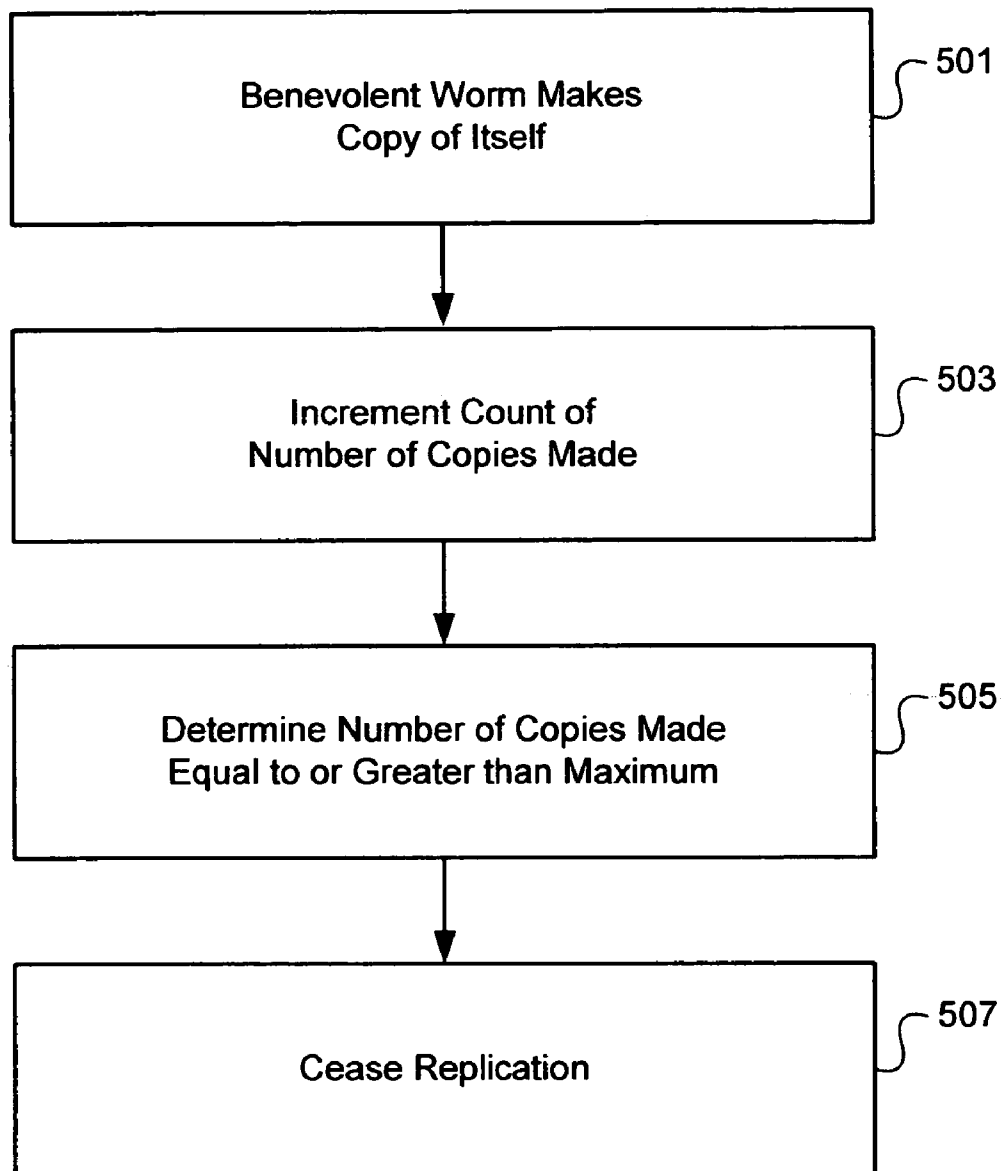 Benevolent Worm Makes
Copy of Itself
501
Increment Count of
Number of Copies Made
503
Determine Number of Copies Made
Equal to or Greater than Maximum
505
Cease Replication
507